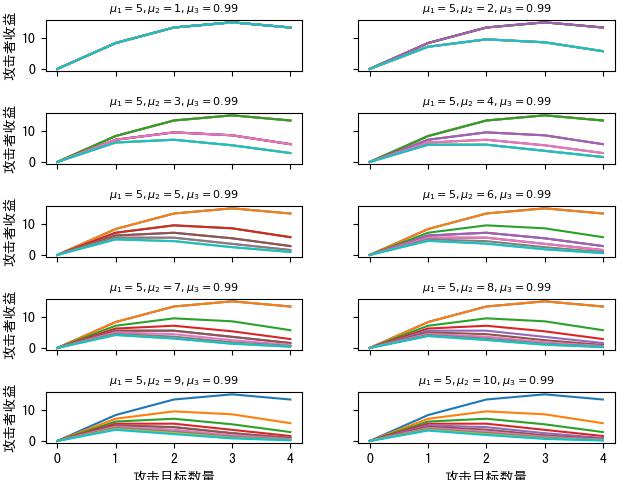 μ₁ = 5, μ₂ = 1, μ₃ = 0.99
μ₁ = 5, μ₂ = 2, μ₃ = 0.99
攻击者收益
10
0
μ₁ = 5, μ₂ = 3, μ₃ = 0.99
μ₁ = 5, μ₂ = 4, μ₃ = 0.99
攻击者收益
10
0
μ₁ = 5, μ₂ = 5, μ₃ = 0.99
μ₁ = 5, μ₂ = 6, μ₃ = 0.99
攻击者收益
10
0
μ₁ = 5, μ₂ = 7, μ₃ = 0.99
μ₁ = 5, μ₂ = 8, μ₃ = 0.99
攻击者收益
10
0
μ₁ = 5, μ₂ = 9, μ₃ = 0.99
μ₁ = 5, μ₂ = 10, μ₃ = 0.99
攻击者收益
10
0
0 1 2 3 4
0 1 2 3 4
攻击目标数量
攻击目标数量